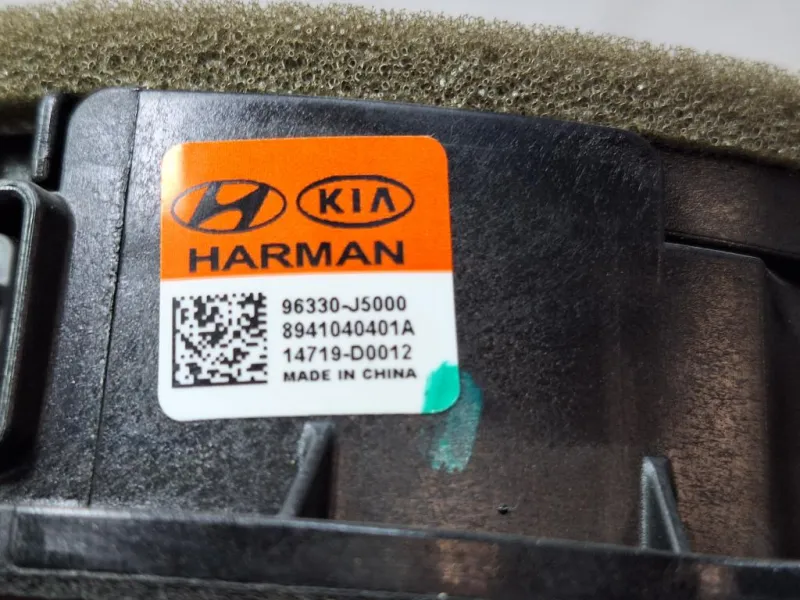 KIA
HARMAN
96330-J5000
8941040401A
14719-D0012
MADE IN CHINA